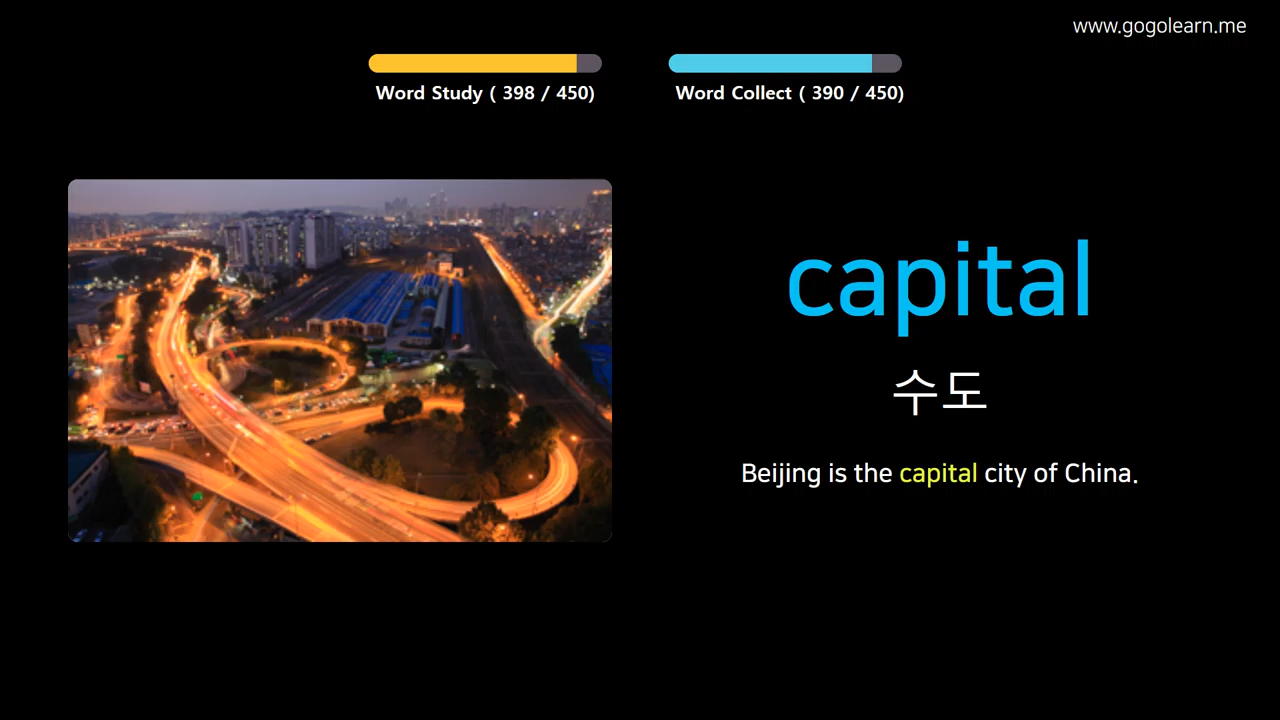 www.gogolearn.me
Word Study ( 398 / 450)
Word Collect ( 390 / 450)
capital
수도
Beijing is the capital city of China.